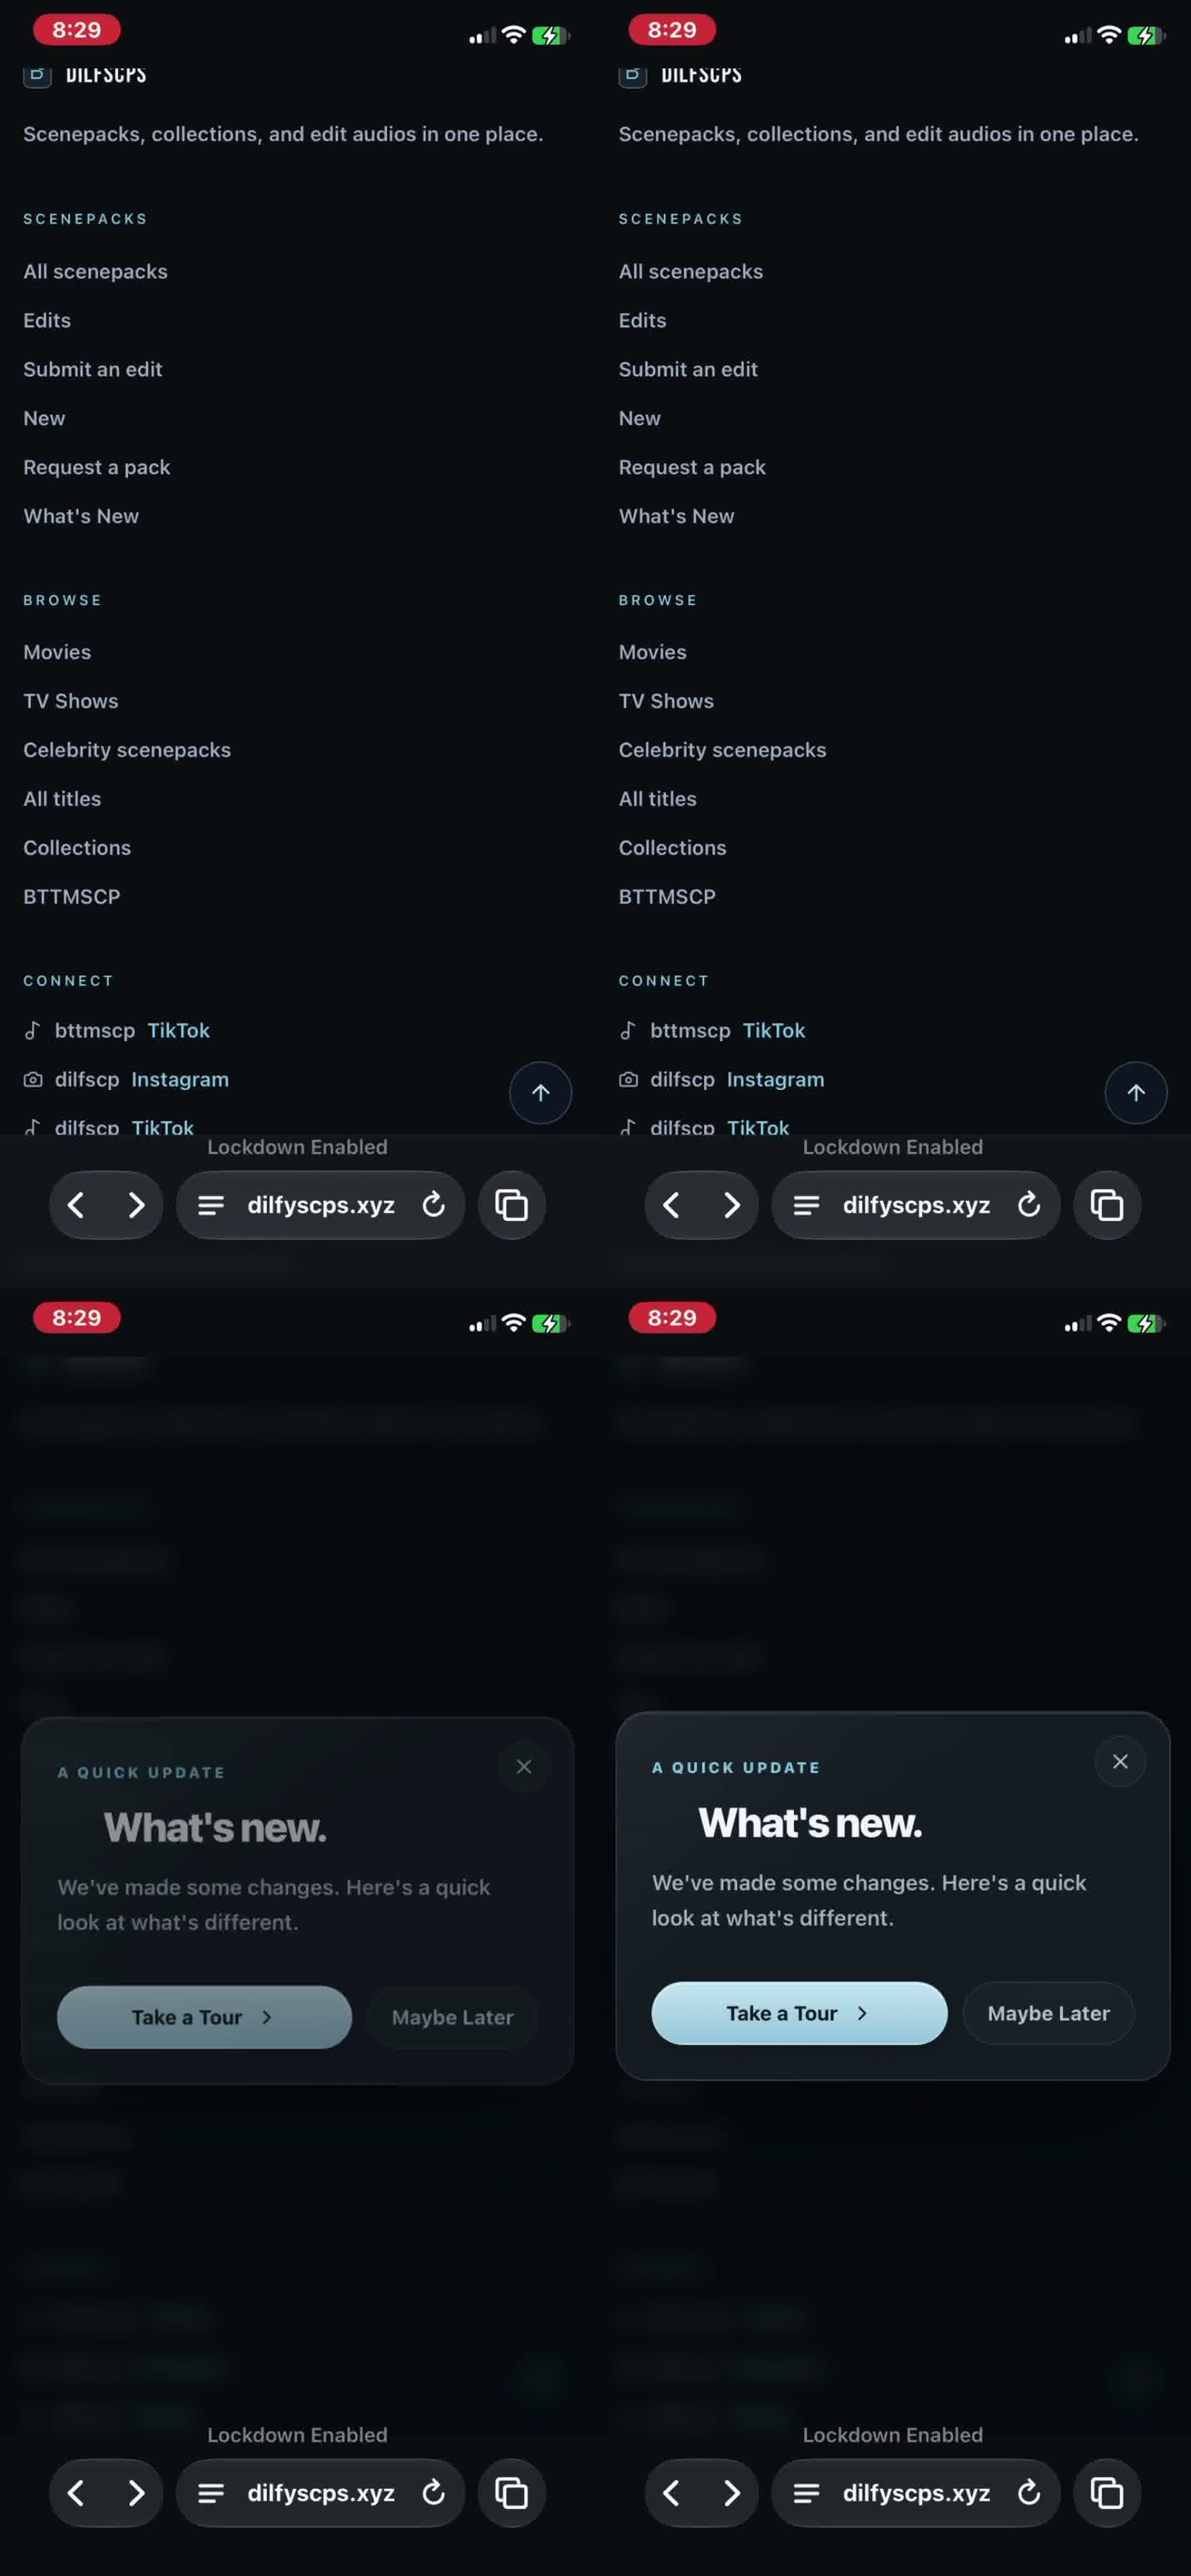 8:29
DILFSCPS
Scenepacks, collections, and edit audios in one place.
SCENEPACKS
All scenepacks
Edits
Submit an edit
New
Request a pack
What's New
BROWSE
Movies
TV Shows
Celebrity scenepacks
All titles
Collections
BTTMSCP
CONNECT
bttmscp TikTok
dilfscp Instagram
dilfscp TikTok
Lockdown Enabled
dilfyscps.xyz
8:29
DILFSCPS
Scenepacks, collections, and edit audios in one place.
SCENEPACKS
All scenepacks
Edits
Submit an edit
New
Request a pack
What's New
BROWSE
Movies
TV Shows
Celebrity scenepacks
All titles
Collections
BTTMSCP
CONNECT
bttmscp TikTok
dilfscp Instagram
dilfscp TikTok
Lockdown Enabled
dilfyscps.xyz
8:29
A QUICK UPDATE
What's new.
We've made some changes. Here's a quick
look at what's different.
Take a Tour
Maybe Later
Lockdown Enabled
dilfyscps.xyz
8:29
A QUICK UPDATE
What's new.
We've made some changes. Here's a quick
look at what's different.
Take a Tour
Maybe Later
Lockdown Enabled
dilfyscps.xyz